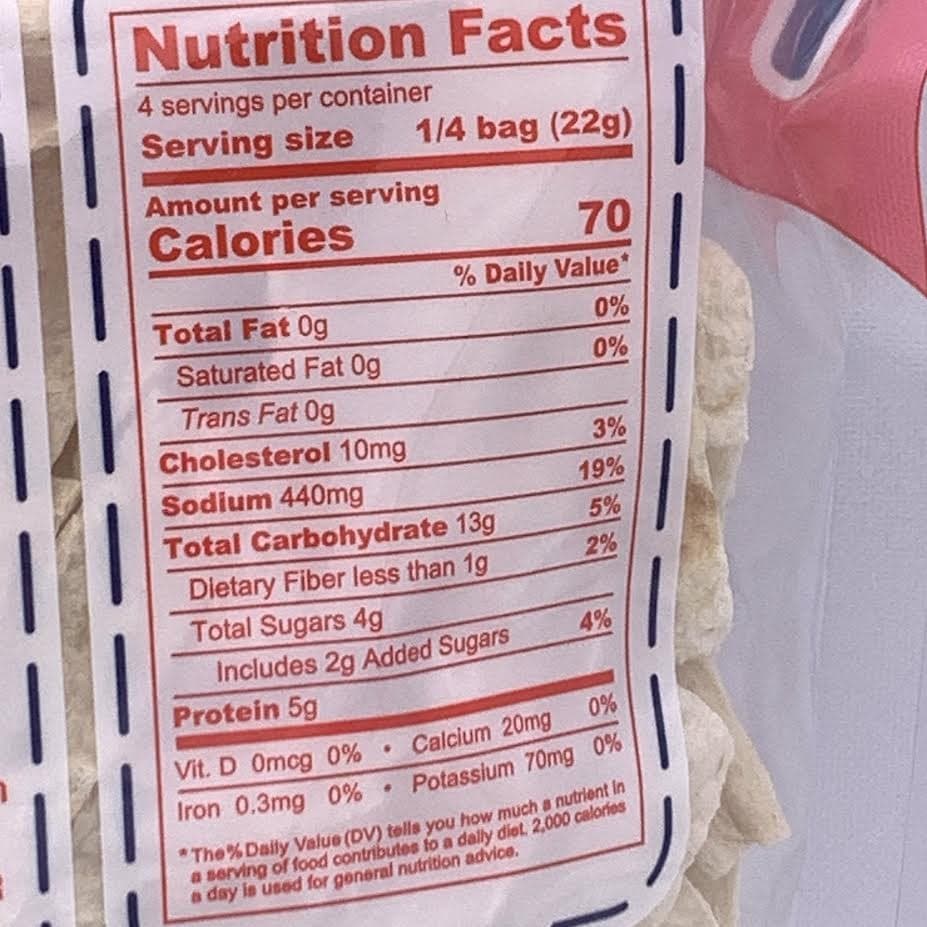 Nutrition Facts
4 servings per container
Serving size 1/4 bag (22g)
Amount per serving
Calories 70
% Daily Value*
Total Fat 0g 0%
Saturated Fat 0g 0%
Trans Fat 0g
Cholesterol 10mg 3%
Sodium 440mg 19%
Total Carbohydrate 13g 5%
Dietary Fiber less than 1g 2%
Total Sugars 4g
Includes 2g Added Sugars 4%
Protein 5g
Vit. D 0mcg 0% • Calcium 20mg 0%
Iron 0.3mg 0% • Potassium 70mg 0%
*The % Daily Value (DV) tells you how much a nutrient in
a serving of food contributes to a daily diet. 2,000 calories
a day is used for general nutrition advice.